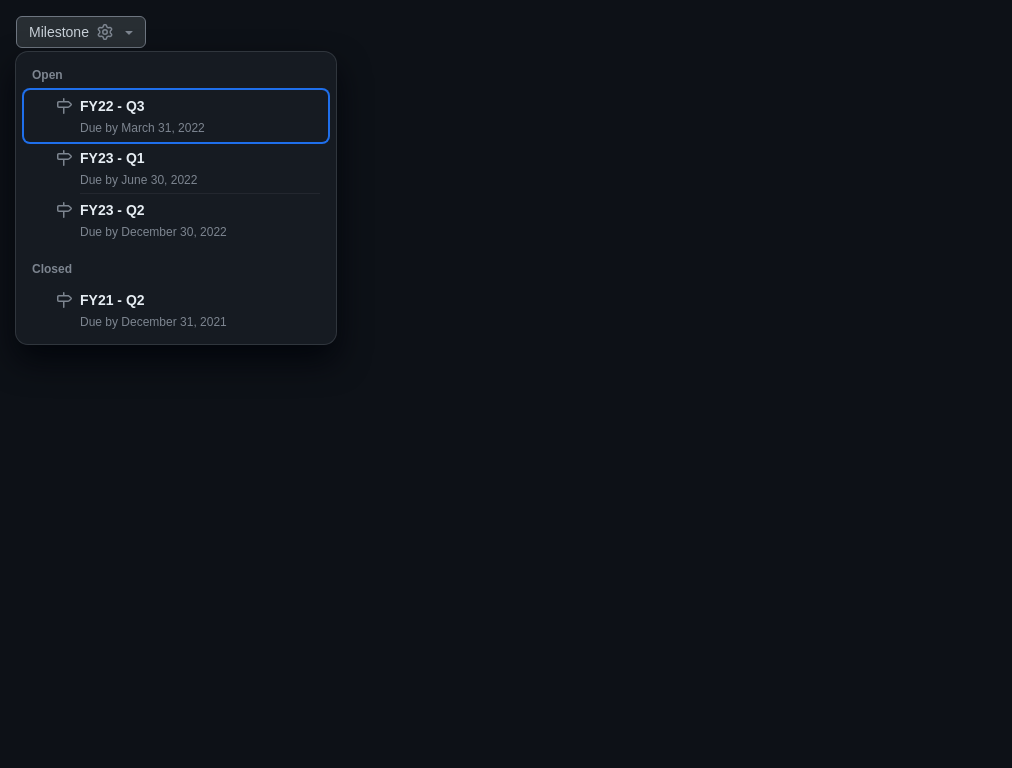 Milestone
Open
FY22 - Q3
Due by March 31, 2022
FY23 - Q1
Due by June 30, 2022
FY23 - Q2
Due by December 30, 2022
Closed
FY21 - Q2
Due by December 31, 2021